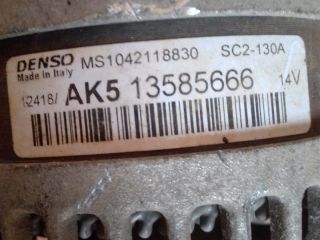 DENSO MS1042118830 SC2-130A
Made in Italy
12418/ AK5 13585666 14V